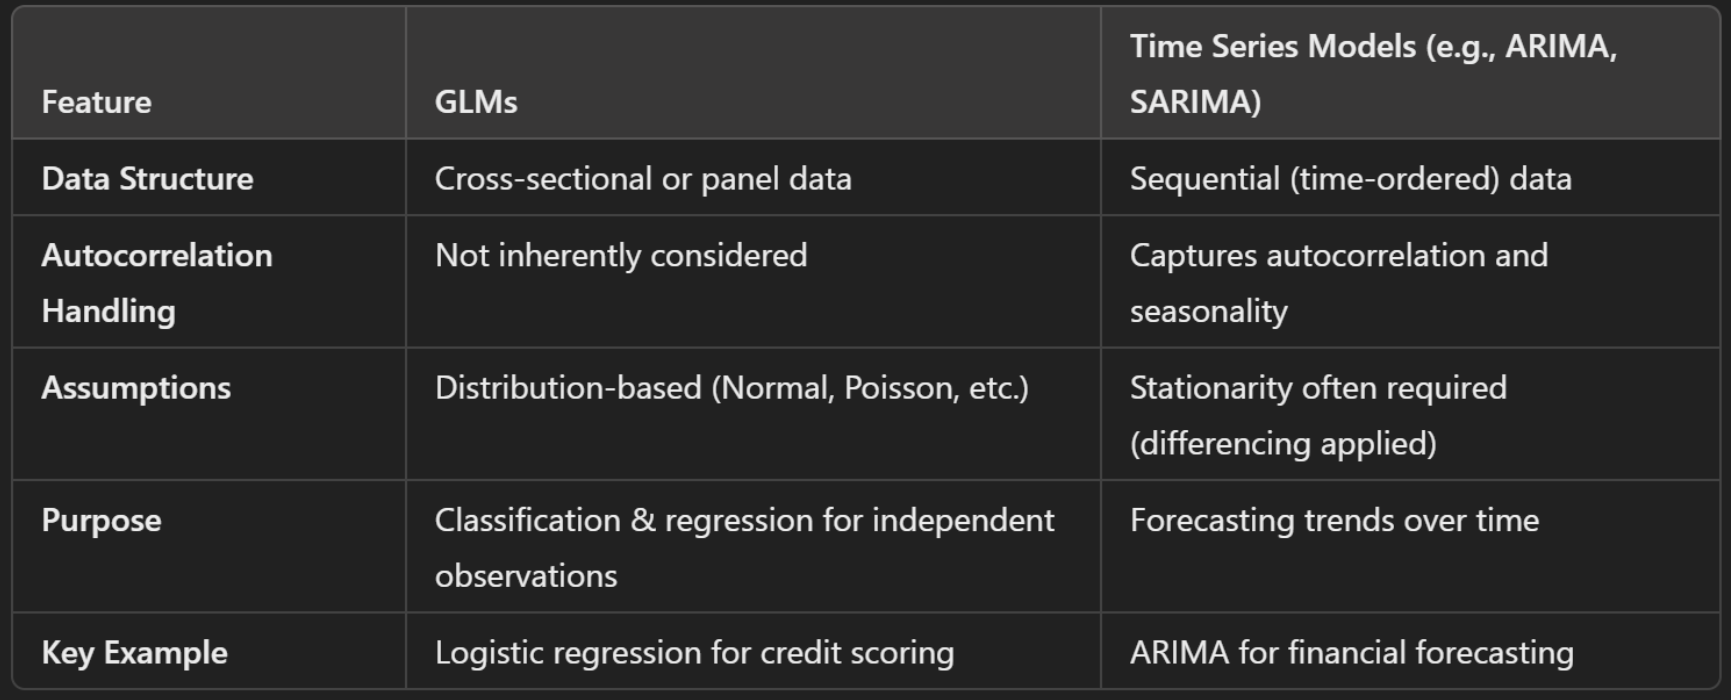 Feature
GLMs
Time Series Models (e.g., ARIMA,
SARIMA)
Data Structure
Cross-sectional or panel data
Sequential (time-ordered) data
Autocorrelation
Handling
Not inherently considered
Captures autocorrelation and
seasonality
Assumptions
Distribution-based (Normal, Poisson, etc.)
Stationarity often required
(differencing applied)
Purpose
Classification & regression for independent
observations
Forecasting trends over time
Key Example
Logistic regression for credit scoring
ARIMA for financial forecasting